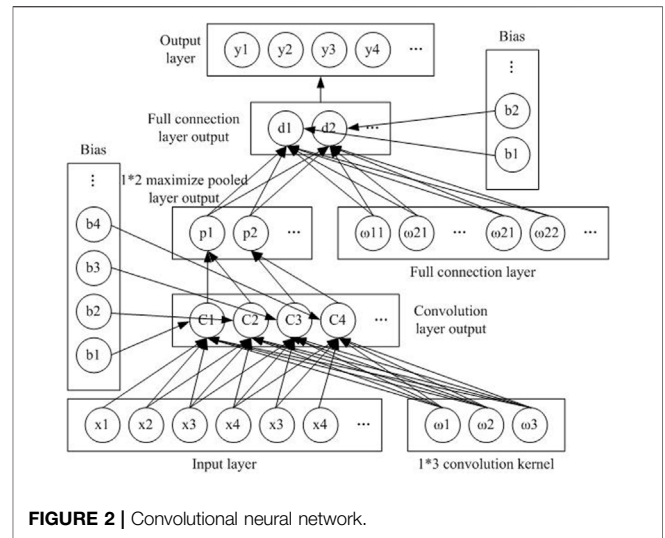 Output
layer
y1 y2 y3 y4 ...
Bias
...
b2
b1
Full connection
layer output
d1 d2 ...
Bias
...
b4
b3
b2
b1
1*2 maximize pooled
layer output
p1 p2 ...
ω11 ω21 ... ω21 ω22 ...
Full connection layer
C1 C2 C3 C4 ...
Convolution
layer output
x1 x2 x3 x4 x3 x4 ...
Input layer
ω1 ω2 ω3
1*3 convolution kernel
FIGURE 2 | Convolutional neural network.